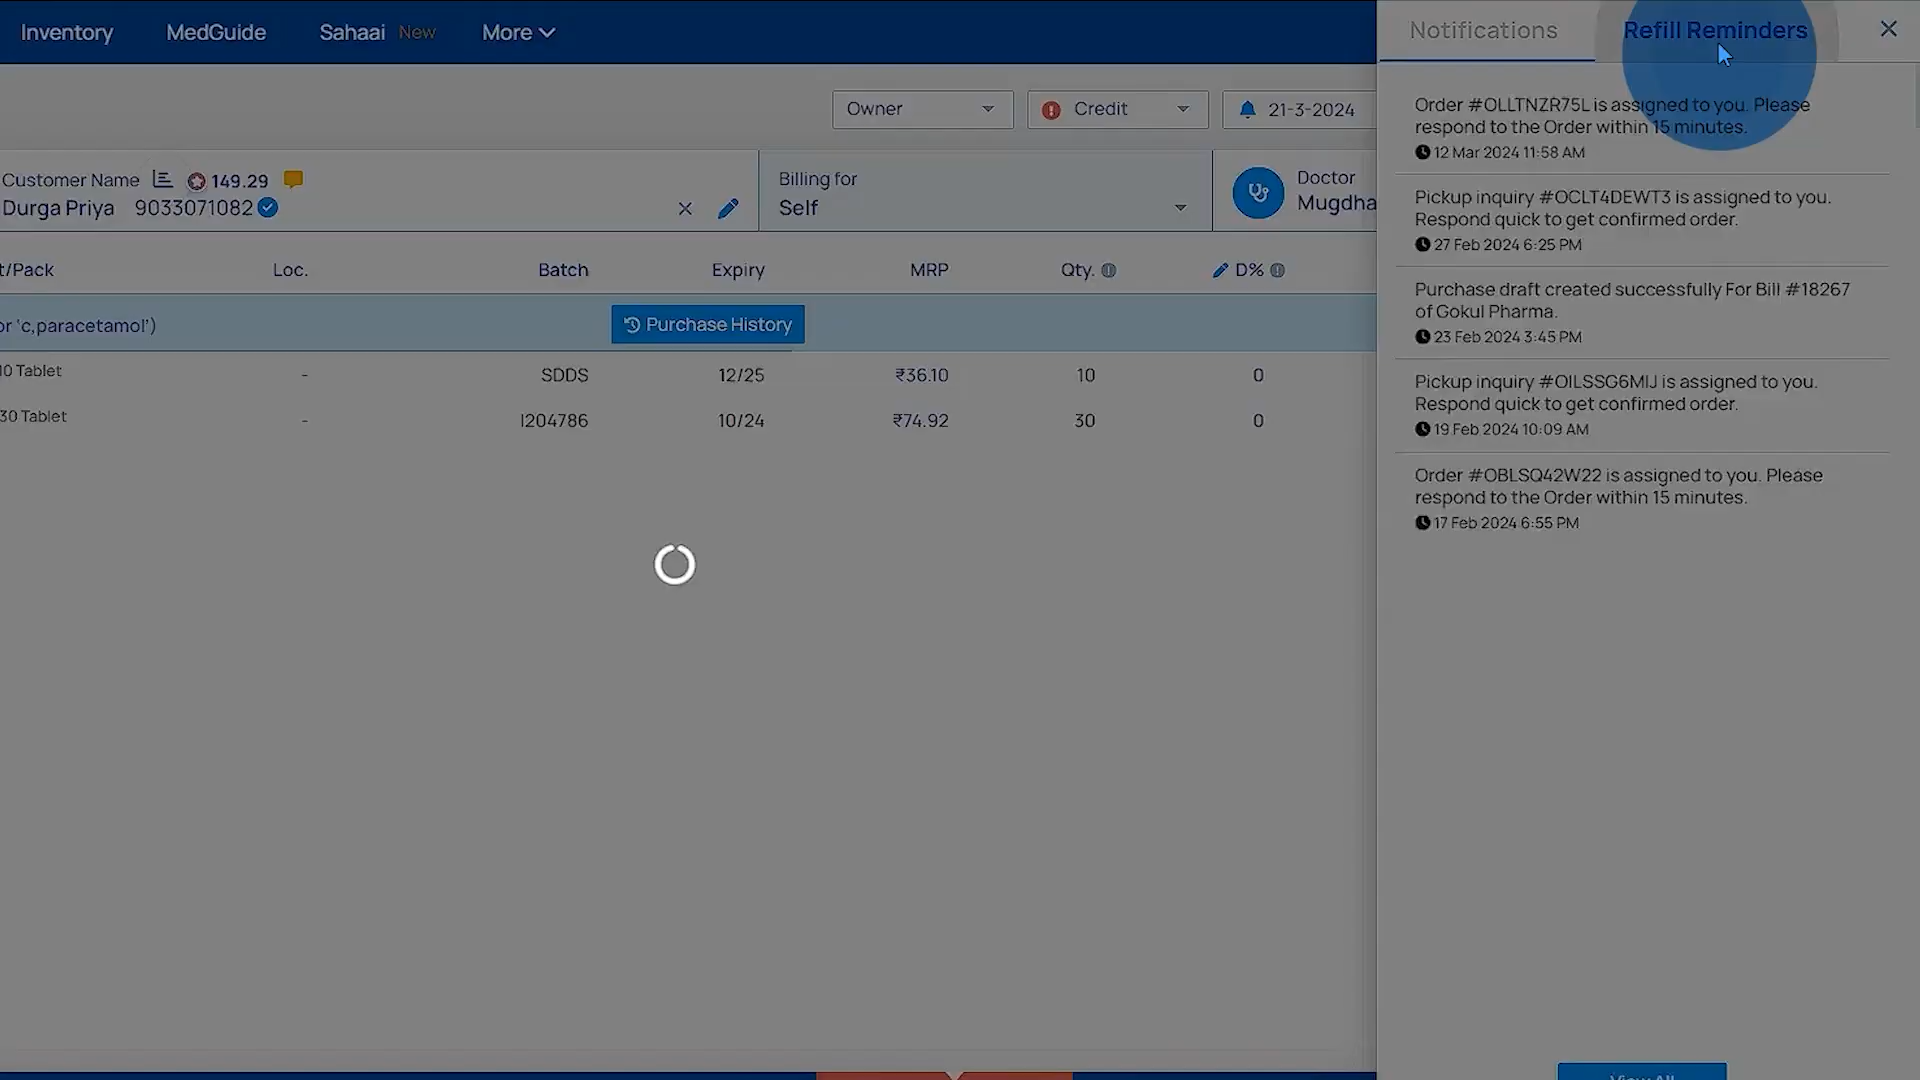 Inventory MedGuide Sahaai New More
Notifications Refill Reminders
Owner Credit 21-3-2024
Customer Name 149.29
Durga Priya 9033071082
Billing for
Self
Doctor
Mugdha
t/Pack Loc. Batch Expiry MRP Qty. D%
or 'c,paracetamol') Purchase History
10 Tablet - SDDS 12/25 ₹36.10 10 0
30 Tablet - I204786 10/24 ₹74.92 30 0
Order #OLLTNZR75L is assigned to you. Please
respond to the Order within 15 minutes.
12 Mar 2024 11:58 AM
Pickup inquiry #OCLT4DEWT3 is assigned to you.
Respond quick to get confirmed order.
27 Feb 2024 6:25 PM
Purchase draft created successfully For Bill #18267
of Gokul Pharma.
23 Feb 2024 3:45 PM
Pickup inquiry #OILSSG6MIJ is assigned to you.
Respond quick to get confirmed order.
19 Feb 2024 10:09 AM
Order #OBLSQ42W22 is assigned to you. Please
respond to the Order within 15 minutes.
17 Feb 2024 6:55 PM
View All